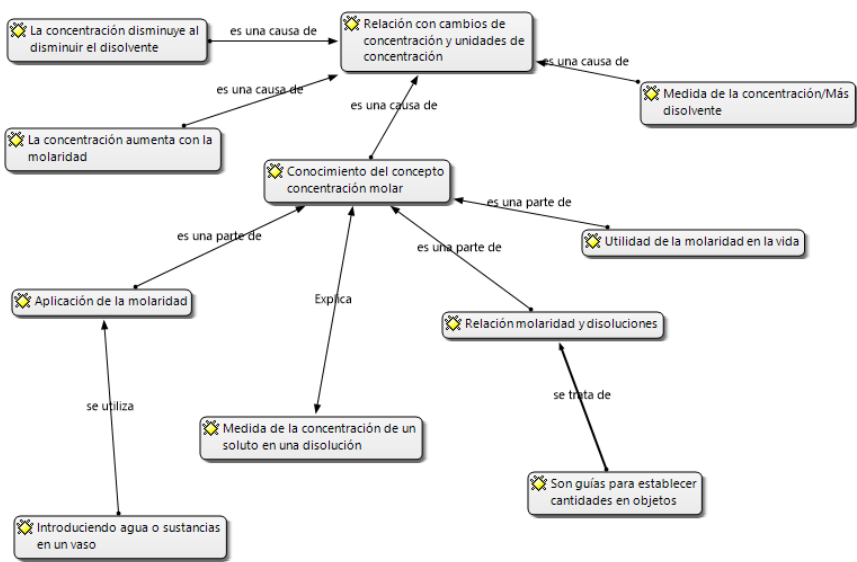 La concentración disminuye al
disminuir el disolvente
es una causa de
Relación con cambios de
concentración y unidades de
concentración
es una causa de
Medida de la concentración/Más
disolvente
es una causa de
es una causa de
La concentración aumenta con la
molaridad
Conocimiento del concepto
concentración molar
es una parte de
es una parte de
es una parte de
Utilidad de la molaridad en la vida
Aplicación de la molaridad
Explica
Relación molaridad y disoluciones
se utiliza
se trata de
Medida de la concentración de un
soluto en una disolución
Son guías para establecer
cantidades en objetos
Introduciendo agua o sustancias
en un vaso